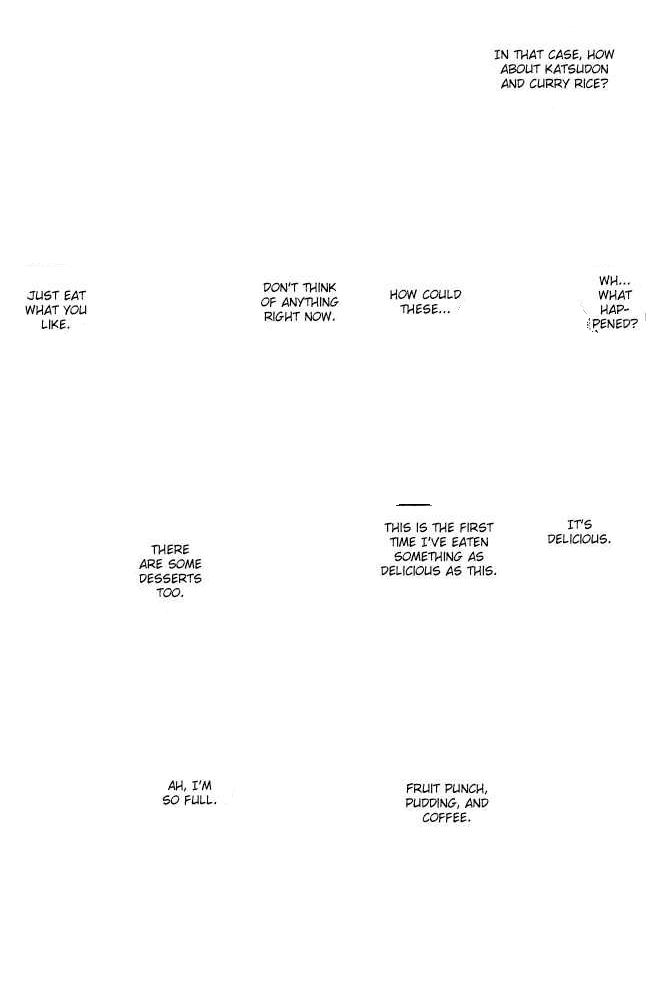 IN THAT CASE, HOW
ABOUT KATSUDON
AND CURRY RICE?
WH...
WHAT
HAP-
PENED?
HOW COULD
THESE...
DON'T THINK
OF ANYTHING
RIGHT NOW.
JUST EAT
WHAT YOU
LIKE.
IT'S
DELICIOUS.
THIS IS THE FIRST
TIME I'VE EATEN
SOMETHING AS
DELICIOUS AS THIS.
THERE
ARE SOME
DESSERTS
TOO.
FRUIT PUNCH,
PUDDING, AND
COFFEE.
AH, I'M
SO FULL.